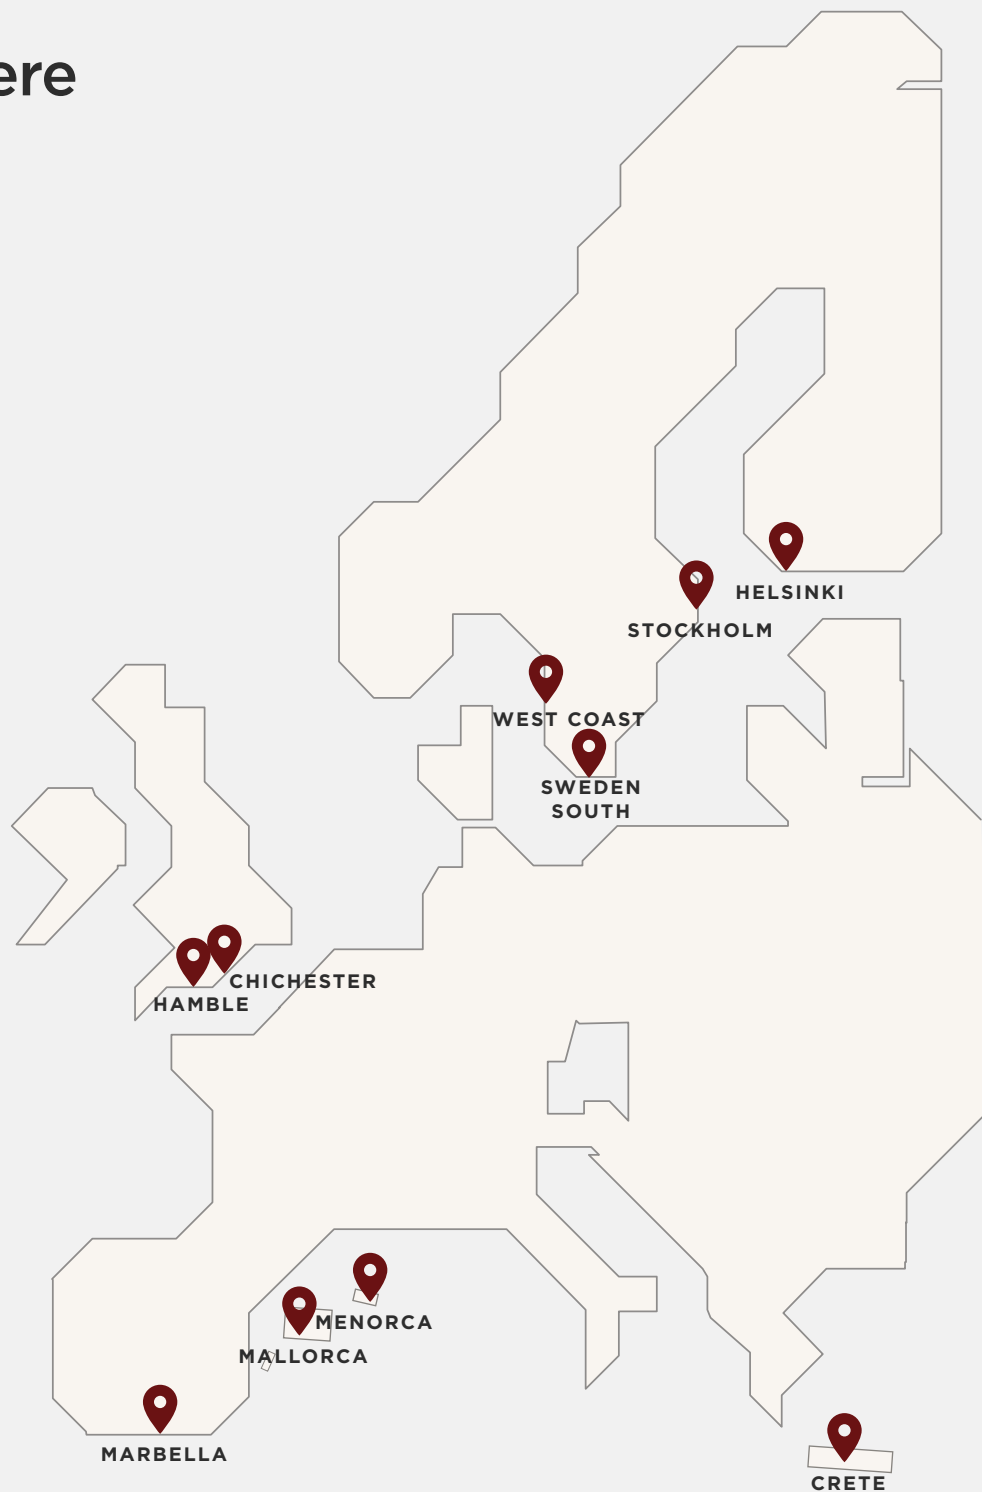 ere
HELSINKI
STOCKHOLM
WEST COAST
SWEDEN
SOUTH
CHICHESTER
HAMBLE
MENORCA
MALLORCA
MARBELLA
CRETE